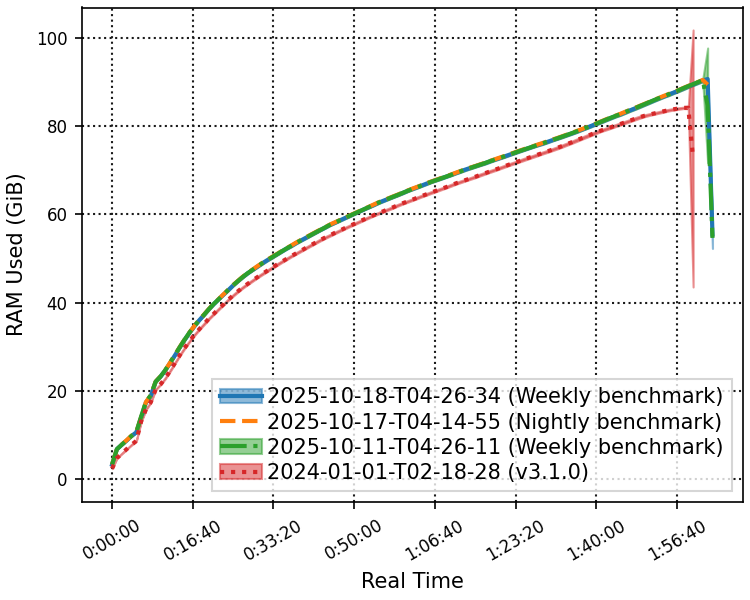 100
80
60
40
20
0
RAM Used (GiB)
2025-10-18-T04-26-34 (Weekly benchmark)
2025-10-17-T04-14-55 (Nightly benchmark)
2025-10-11-T04-26-11 (Weekly benchmark)
2024-01-01-T02-18-28 (v3.1.0)
0:00:00
0:16:40
0:33:20
0:50:00
1:06:40
1:23:20
1:40:00
1:56:40
Real Time